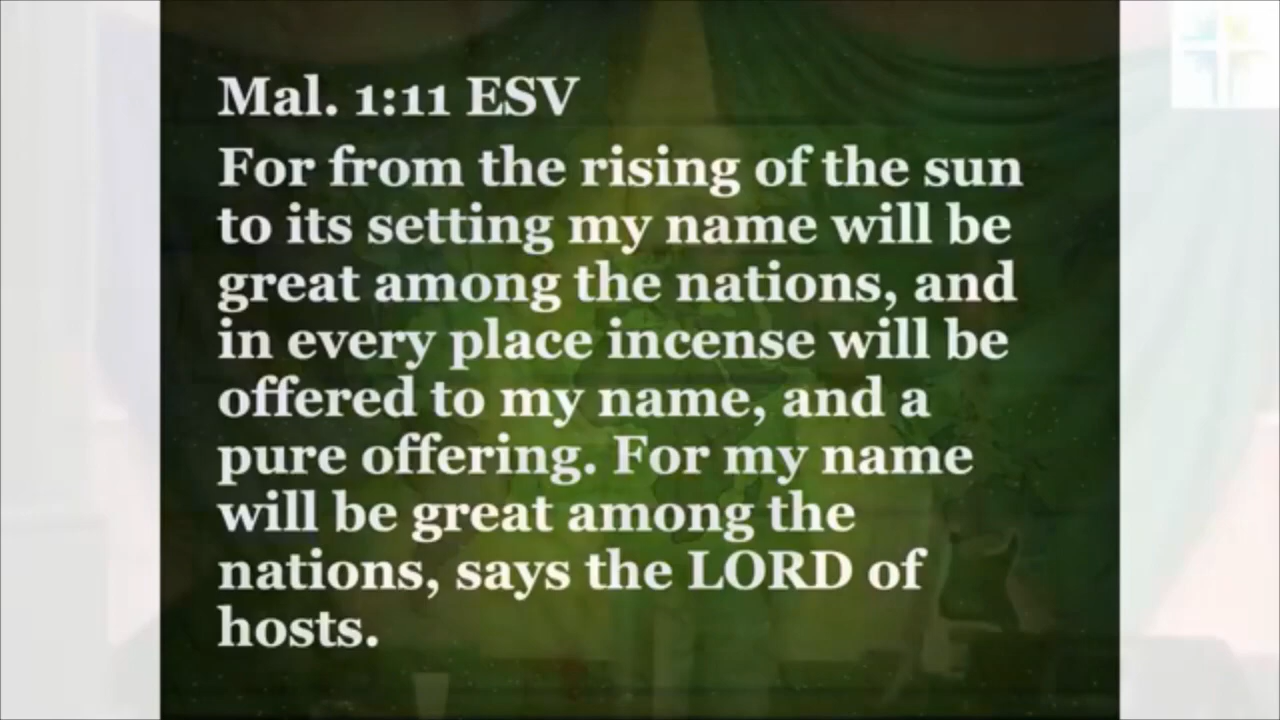 Mal. 1:11 ESV
For from the rising of the sun
to its setting my name will be
great among the nations, and
in every place incense will be
offered to my name, and a
pure offering. For my name
will be great among the
nations, says the LORD of
hosts.